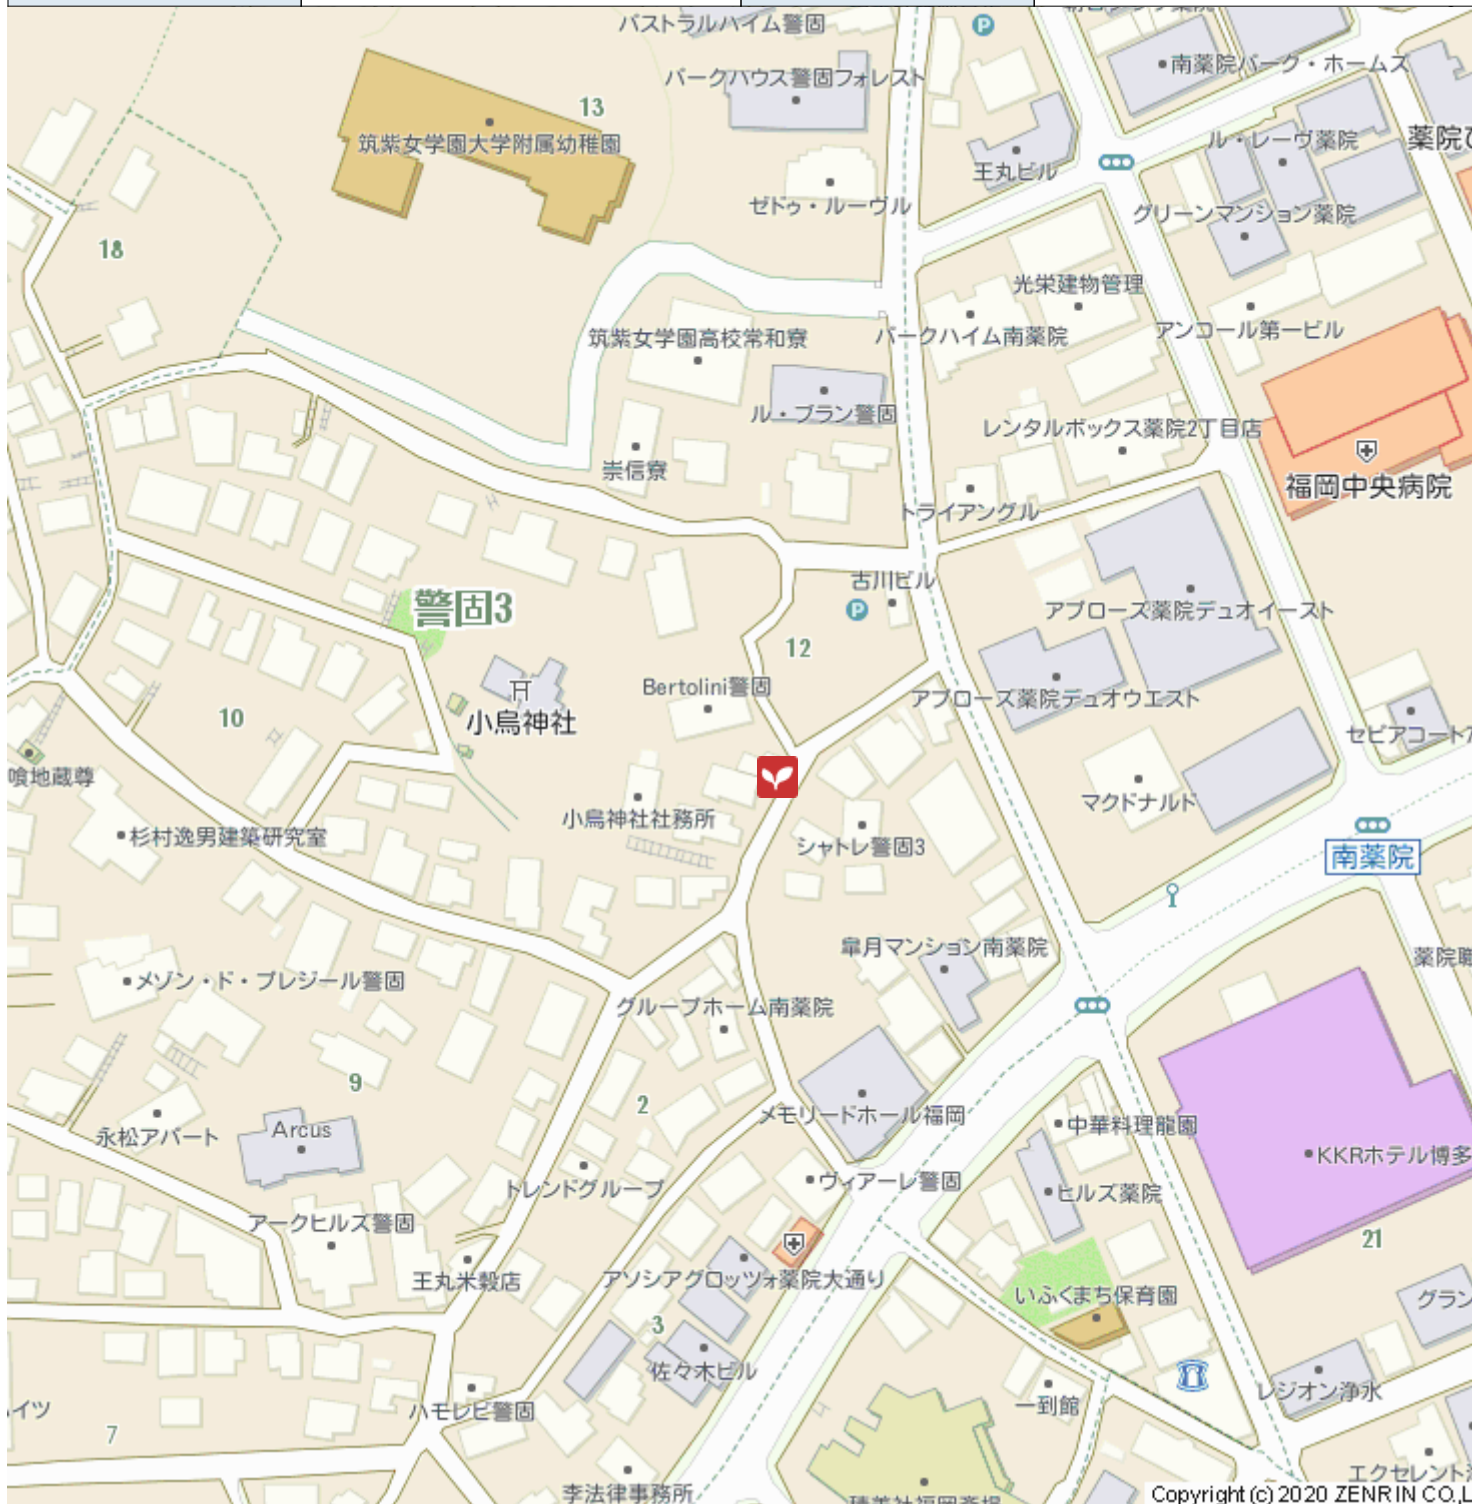 パストラルハイム警固
P
パークハウス警固フォレスト
南薬院パーク・ホームズ
13
筑紫女学園大学附属幼稚園
ル・レーヴ薬院
王丸ビル
ゼドゥ・ルーヴル
グリーンマンション薬院
18
光栄建物管理
筑紫女学園高校常和寮
パークハイム南薬院
アンコール第一ビル
ル・ブラン警固
レンタルボックス薬院2丁目店
崇信寮
福岡中央病院
トライアングル
古川ビル
P
警固3
アプローズ薬院デュオイースト
12
Bertolini警固
アプローズ薬院デュオウエスト
10
小烏神社
セピアコート
喰地蔵尊
マクドナルド
小烏神社社務所
杉村逸男建築研究室
シャトレ警固3
南薬院
皐月マンション南薬院
薬院
メゾン・ド・プレジール警固
グループホーム南薬院
9
2
メモリードホール福岡
中華料理龍園
永松アパート
Arcus
KKRホテル博多
トレンドグループ
ヴィアーレ警固
ヒルズ薬院
アークヒルズ警固
21
王丸米穀店
アソシアグロッツォ薬院大通り
いふくまち保育園
グラン
3
佐々木ビル
レジオン浄水
イツ
ハモレビ警固
一到館
7
エクセレント
李法律事務所
Copyright (c) 2020 ZENRIN CO.,L